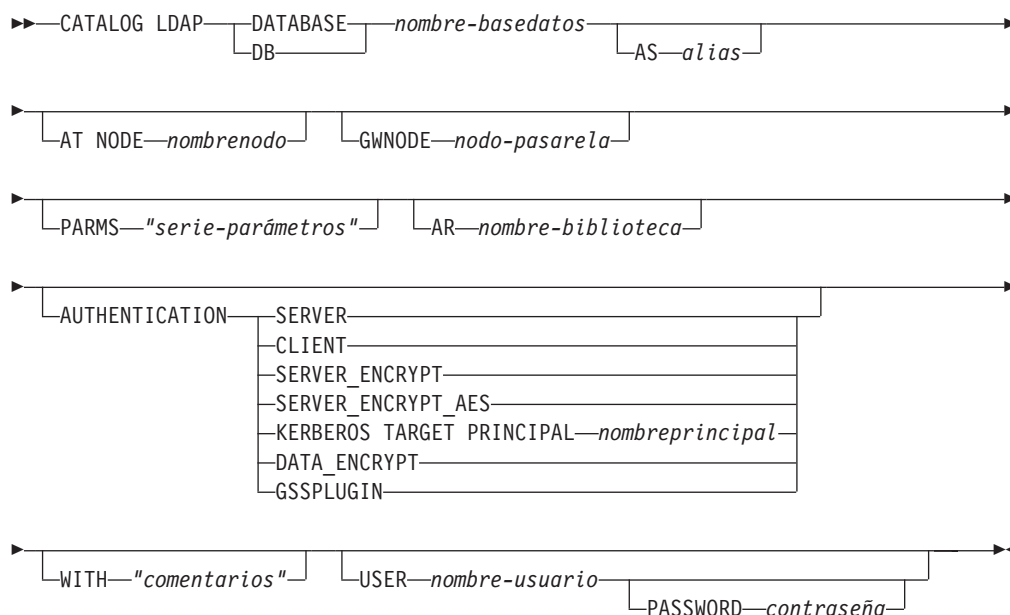 CATALOG LDAP DATABASE nombre-basedatos
DB AS alias
AT NODE nombrenodo GWNODE nodo-pasarela
PARMS "serie-parámetros" AR nombre-biblioteca
AUTHENTICATION SERVER
CLIENT
SERVER_ENCRYPT
SERVER_ENCRYPT_AES
KERBEROS TARGET PRINCIPAL nombreprincipal
DATA_ENCRYPT
GSSPLUGIN
WITH "comentarios" USER nombre-usuario
PASSWORD contraseña